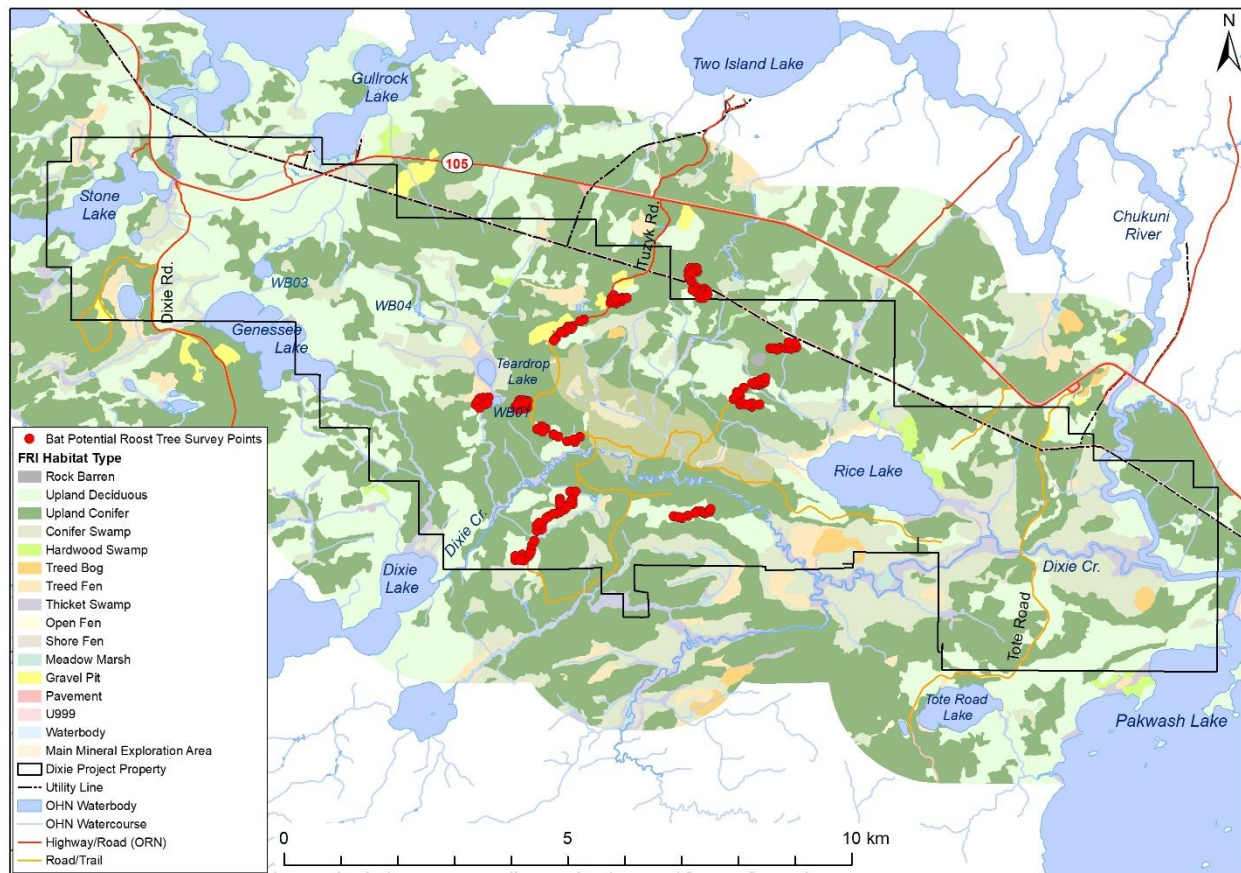 N
Two Island Lake
Gullrock
Lake
105
Stone
Lake
Tuzyk Rd.
Chukuni
River
Dixie Rd.
WB03
WB04
Genessee
Lake
Teardrop
Lake
WB01
Rice Lake
Dixie Cr.
Dixie
Lake
Dixie Cr.
Tote Road
Tote Road
Lake
Pakwash Lake
Bat Potential Roost Tree Survey Points
FRI Habitat Type
Rock Barren
Upland Deciduous
Upland Conifer
Conifer Swamp
Hardwood Swamp
Treed Bog
Treed Fen
Thicket Swamp
Open Fen
Shore Fen
Meadow Marsh
Gravel Pit
Pavement
U999
Waterbody
Main Mineral Exploration Area
Dixie Project Property
Utility Line
OHN Waterbody
OHN Watercourse
Highway/Road (ORN)
Road/Trail
0 5 10 km